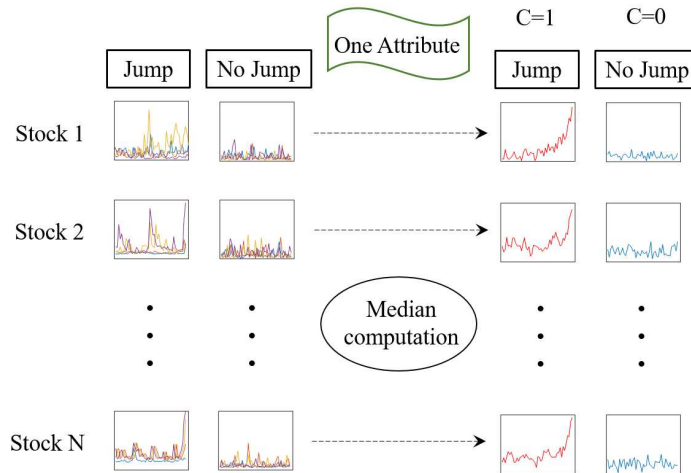 One Attribute
C=1
C=0
Jump
No Jump
Jump
No Jump
Stock 1
Stock 2
Median
computation
Stock N